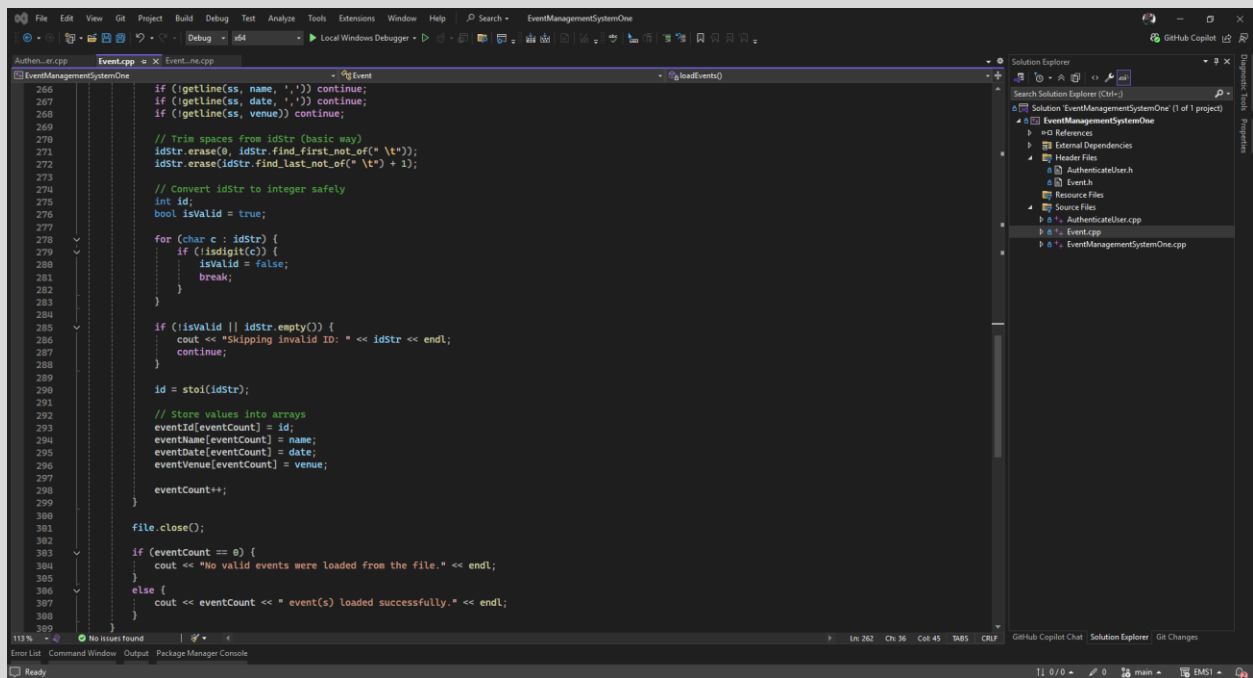 File Edit View Git Project Build Debug Test Analyze Tools Extensions Window Help Search EventManagementSystemOne
Debug x64 Local Windows Debugger GitHub Copilot
Authen...er.cpp Event.cpp Event...ne.cpp
EventManagementSystemOne Event loadEvents()
266 if (!getline(ss, name, ',')) continue;
267 if (!getline(ss, date, ',')) continue;
268 if (!getline(ss, venue)) continue;
269
270 // Trim spaces from idStr (basic way)
271 idStr.erase(0, idStr.find_first_not_of(" \t"));
272 idStr.erase(idStr.find_last_not_of(" \t") + 1);
273
274 // Convert idStr to integer safely
275 int id;
276 bool isValid = true;
277
278 for (char c : idStr) {
279 if (!isdigit(c)) {
280 isValid = false;
281 break;
282 }
283 }
284
285 if (!isValid || idStr.empty()) {
286 cout << "Skipping invalid ID: " << idStr << endl;
287 continue;
288 }
289
290 id = stoi(idStr);
291
292 // Store values into arrays
293 eventId[eventCount] = id;
294 eventName[eventCount] = name;
295 eventDate[eventCount] = date;
296 eventVenue[eventCount] = venue;
297
298 eventCount++;
299 }
300
301 file.close();
302
303 if (eventCount == 0) {
304 cout << "No valid events were loaded from the file." << endl;
305 }
306 else {
307 cout << eventCount << " event(s) loaded successfully." << endl;
308 }
309 }
113 % No issues found Ln: 262 Ch: 36 Col: 45 TABS CRLF
Error List Command Window Output Package Manager Console
Ready 0 / 0 0 main EMS1
Solution Explorer
Search Solution Explorer (Ctrl+;)
Solution 'EventManagementSystemOne' (1 of 1 project)
EventManagementSystemOne
References
External Dependencies
Header Files
AuthenticateUser.h
Event.h
Resource Files
Source Files
AuthenticateUser.cpp
Event.cpp
EventManagementSystemOne.cpp
GitHub Copilot Chat Solution Explorer Git Changes
Diagnostic Tools
Properties